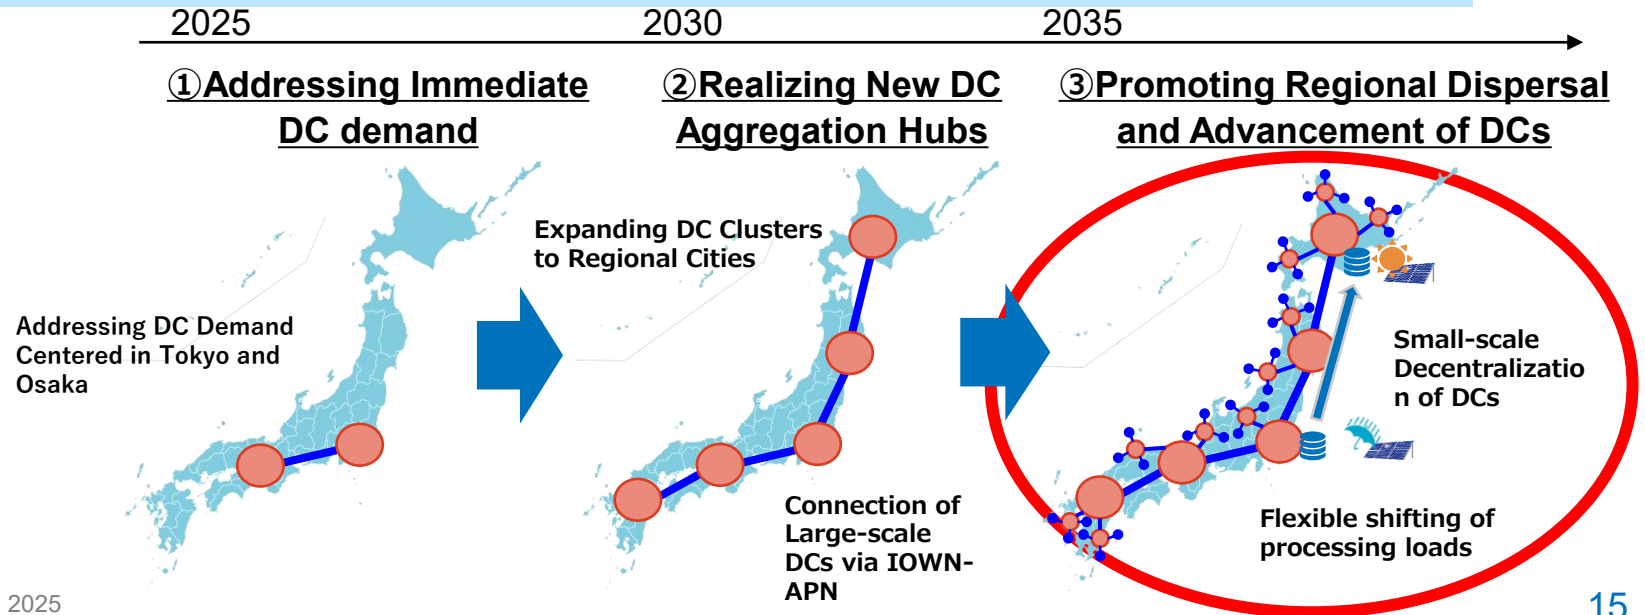 2025
2030
2035
①Addressing Immediate
DC demand
②Realizing New DC
Aggregation Hubs
③Promoting Regional Dispersal
and Advancement of DCs
Addressing DC Demand
Centered in Tokyo and
Osaka
Expanding DC Clusters
to Regional Cities
Connection of
Large-scale
DCs via IOWN-
APN
Small-scale
Decentralizatio
n of DCs
Flexible shifting of
processing loads
2025
15